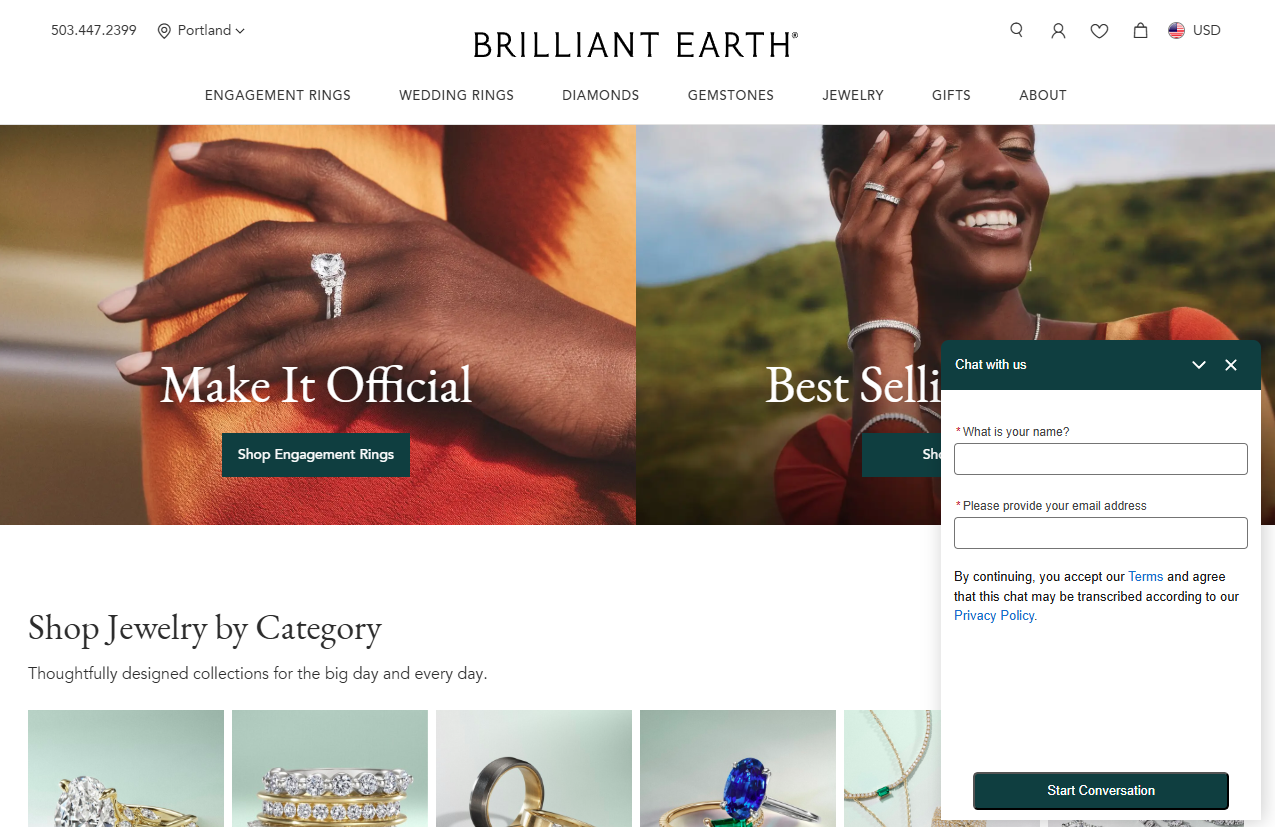 503.447.2399
Portland
BRILLIANT EARTH®
USD
ENGAGEMENT RINGS
WEDDING RINGS
DIAMONDS
GEMSTONES
JEWELRY
GIFTS
ABOUT
Make It Official
Shop Engagement Rings
Best Selli
Sho
Chat with us
* What is your name?
* Please provide your email address
By continuing, you accept our Terms and agree
that this chat may be transcribed according to our
Privacy Policy.
Start Conversation
Shop Jewelry by Category
Thoughtfully designed collections for the big day and every day.